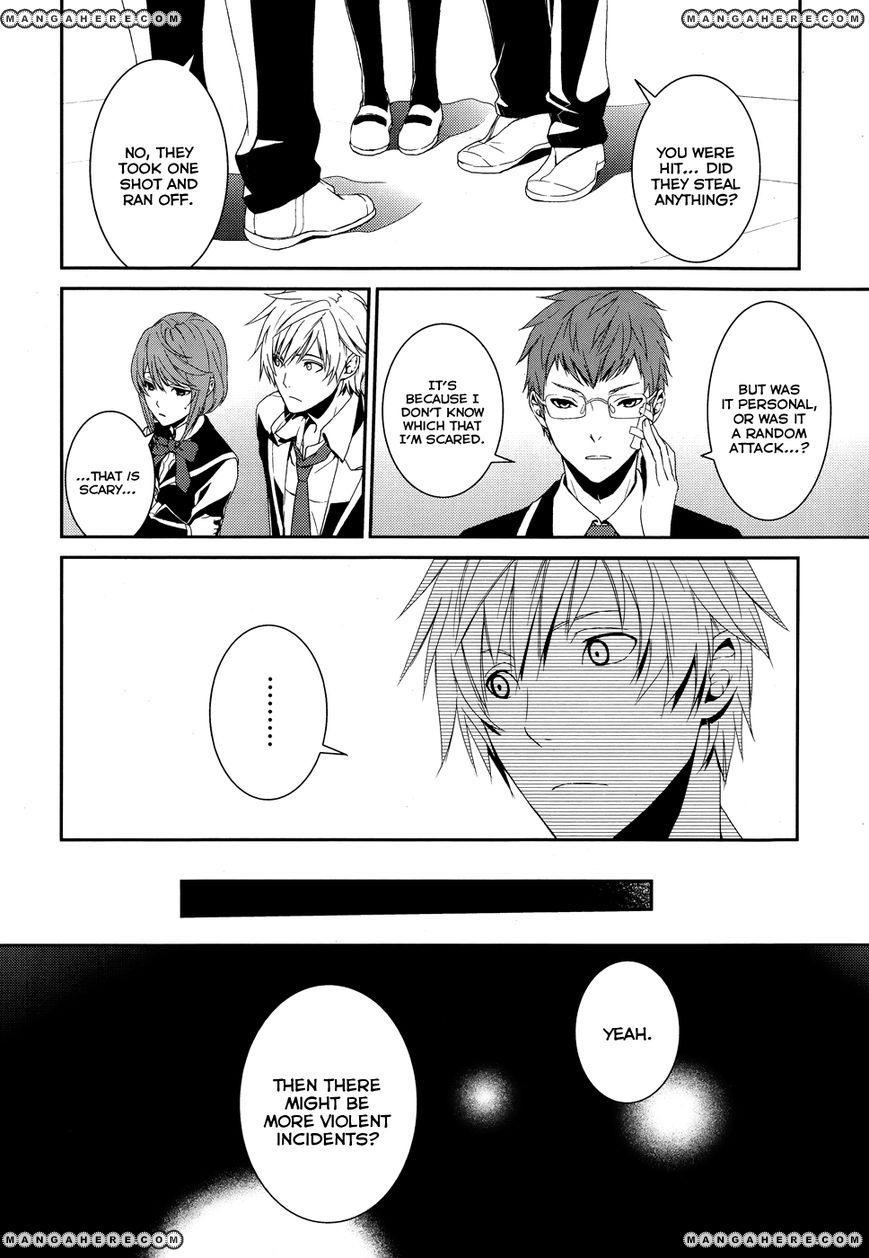 MANGAHERE.COM
MANGAHERE.COM
YOU WERE
HIT... DID
THEY STEAL
ANYTHING?
NO, THEY
TOOK ONE
SHOT AND
RAN OFF.
BUT WAS
IT PERSONAL,
OR WAS IT
A RANDOM
ATTACK...?
IT'S
BECAUSE I
DON'T KNOW
WHICH THAT
I'M SCARED.
...THAT IS
SCARY...
.........
YEAH.
THEN THERE
MIGHT BE
MORE VIOLENT
INCIDENTS?
MANGAHERE.COM
MANGAHERE.COM